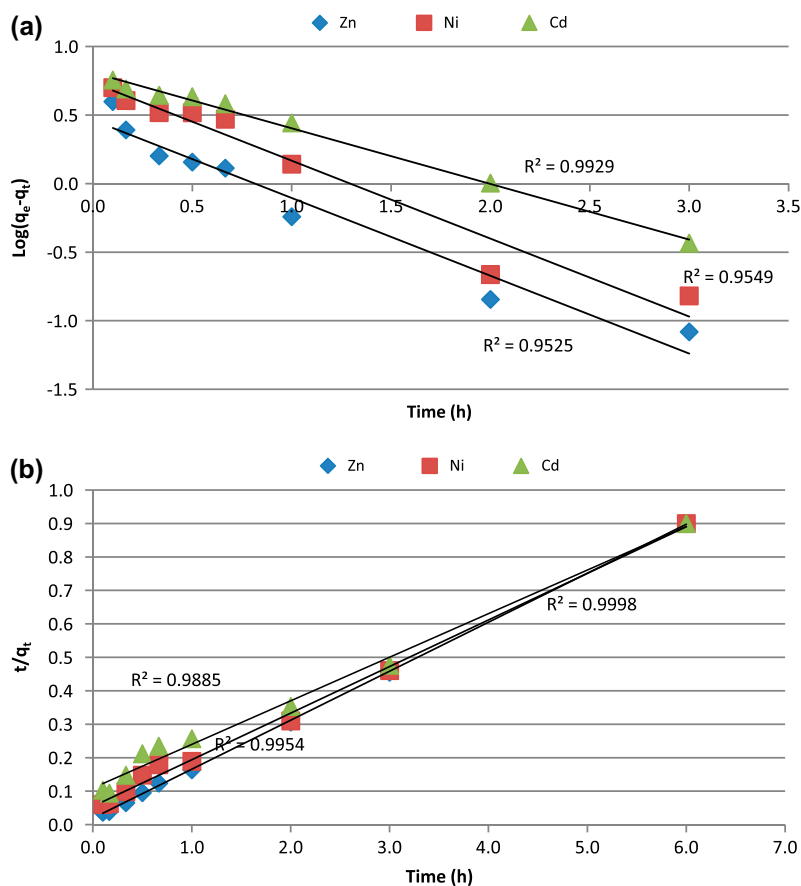 (a)
Zn Ni Cd
1.0
0.5
0.0
-0.5
-1.0
-1.5
0.0 0.5 1.0 1.5 2.0 2.5 3.0 3.5
Log(qe-qt)
R² = 0.9929
R² = 0.9549
R² = 0.9525
Time (h)
(b)
Zn Ni Cd
1.0
0.9
0.8
0.7
0.6
0.5
0.4
0.3
0.2
0.1
0.0
t/qt
R² = 0.9998
R² = 0.9885
R² = 0.9954
0.0 1.0 2.0 3.0 4.0 5.0 6.0 7.0
Time (h)